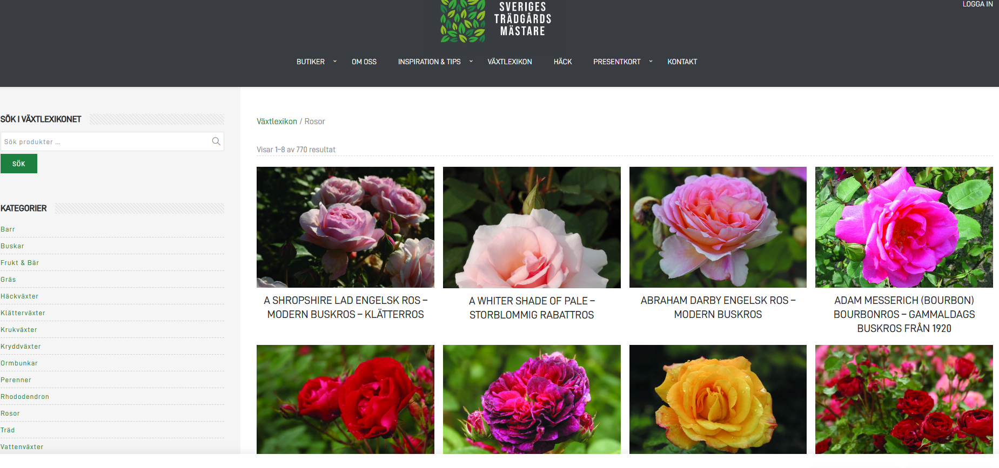 SVERIGES
TRÄDGÅRDS
MÄSTARE
LOGGA IN
BUTIKER
OM OSS
INSPIRATION & TIPS
VÄXTLEXIKON
HÄCK
PRESENTKORT
KONTAKT
SÖK I VÄXTLEXIKONET
Sök produkter ...
SÖK
KATEGORIER
Barr
Buskar
Frukt & Bär
Gräs
Häckväxter
Klätterväxter
Krukväxter
Kryddväxter
Ormbunkar
Perenner
Rhododendron
Rosor
Träd
Vattenväxter
Växtlexikon / Rosor
Visar 1–8 av 770 resultat
A SHROPSHIRE LAD ENGELSK ROS –
MODERN BUSKROS – KLÄTTERROS
A WHITER SHADE OF PALE –
STORBLOMMIG RABATTROS
ABRAHAM DARBY ENGELSK ROS –
MODERN BUSKROS
ADAM MESSERICH (BOURBON)
BOURBONROS – GAMMALDAGS
BUSKROS FRÅN 1920